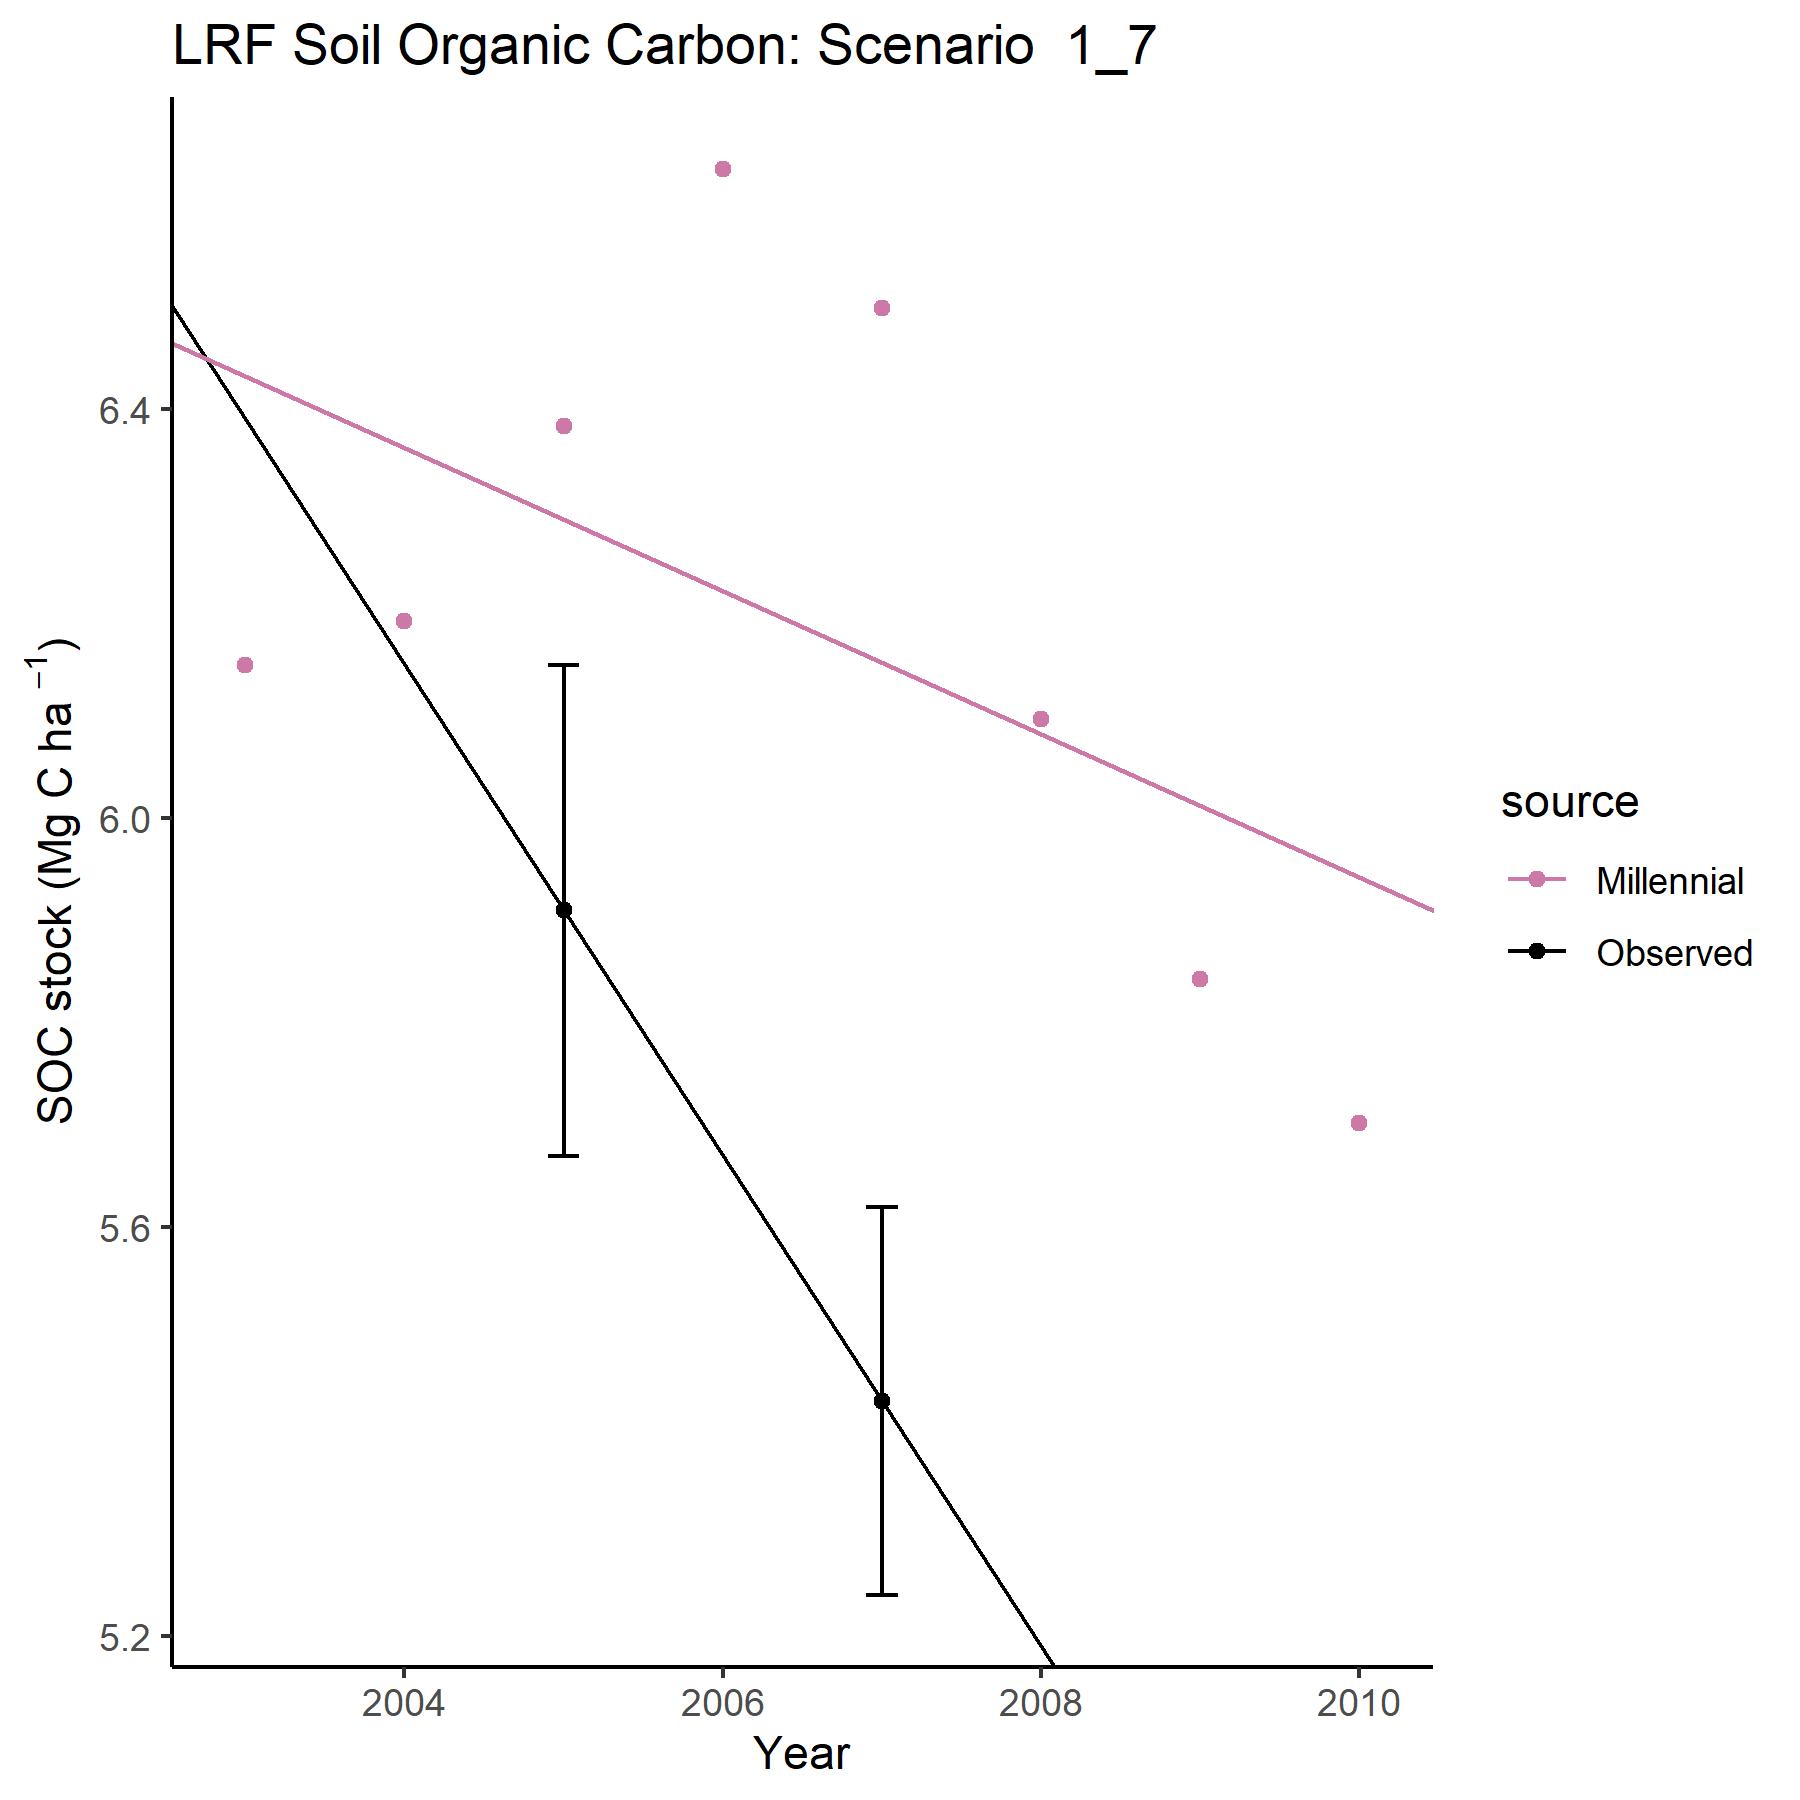 LRF Soil Organic Carbon: Scenario  1_7
SOC stock (Mg C ha −1)
6.4
6.0
5.6
5.2
2004
2006
2008
2010
Year
source
Millennial
Observed